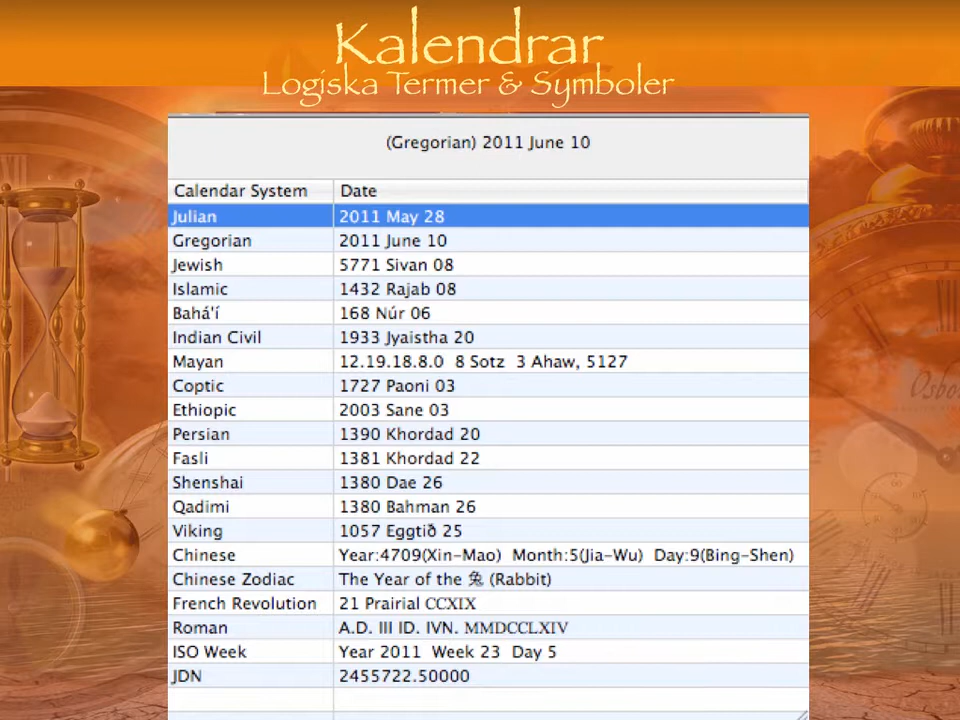 Kalendrar
Logiska Termer & Symboler
(Gregorian) 2011 June 10
Calendar System Date
Julian 2011 May 28
Gregorian 2011 June 10
Jewish 5771 Sivan 08
Islamic 1432 Rajab 08
Bahá'í 168 Núr 06
Indian Civil 1933 Jyaistha 20
Mayan 12.19.18.8.0 8 Sotz 3 Ahaw, 5127
Coptic 1727 Paoni 03
Ethiopic 2003 Sane 03
Persian 1390 Khordad 20
Fasli 1381 Khordad 22
Shenshai 1380 Dae 26
Qadimi 1380 Bahman 26
Viking 1057 Eggtið 25
Chinese Year:4709(Xin-Mao) Month:5(Jia-Wu) Day:9(Bing-Shen)
Chinese Zodiac The Year of the 兔 (Rabbit)
French Revolution 21 Prairial CCXIX
Roman A.D. III ID. IVN. MMDCCLXIV
ISO Week Year 2011 Week 23 Day 5
JDN 2455722.50000